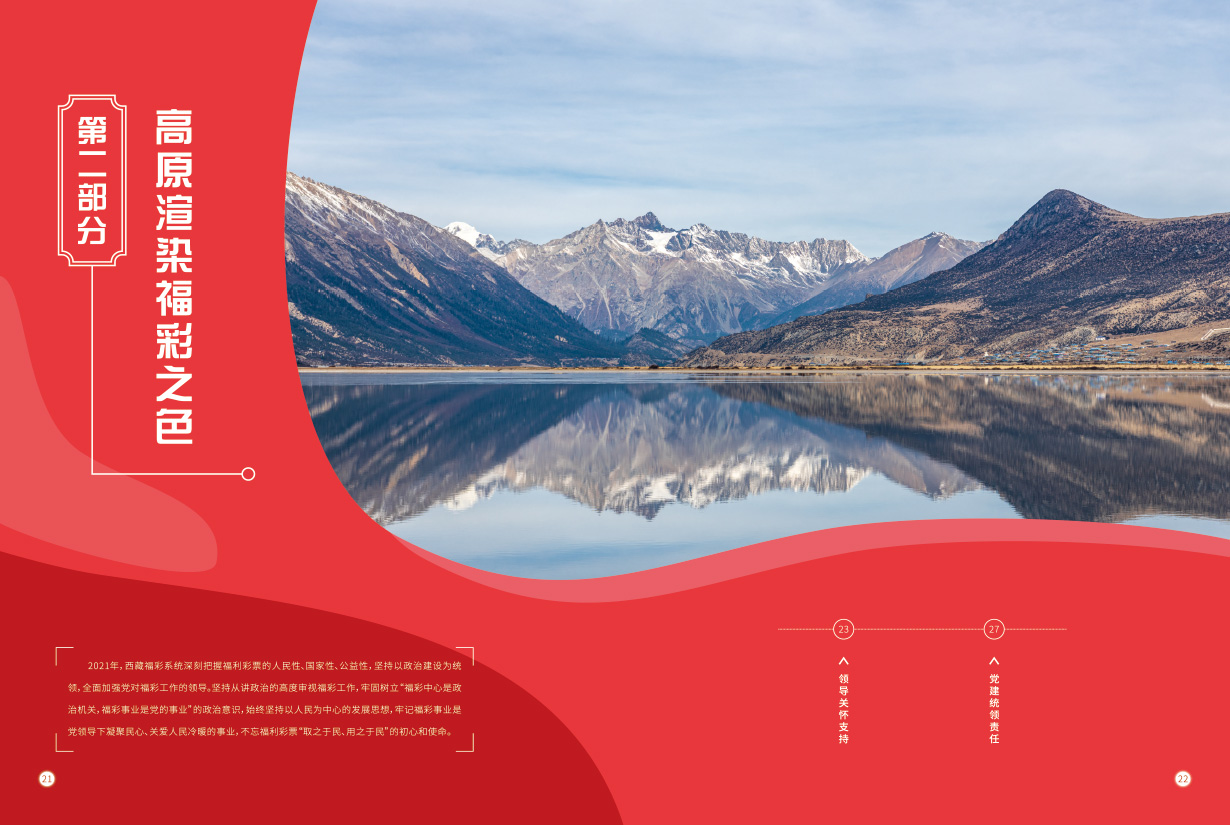 第二部分
高原渲染福彩之色
2021年，西藏福彩系统深刻把握福利彩票的人民性、国家性、公益性，坚持以政治建设为统
领，全面加强党对福彩工作的领导。坚持从讲政治的高度审视福彩工作，牢固树立“福彩中心是政
治机关，福彩事业是党的事业”的政治意识，始终坚持以人民为中心的发展思想，牢记福彩事业是
党领导下凝聚民心、关爱人民冷暖的事业，不忘福利彩票“取之于民、用之于民”的初心和使命。
23
领导关怀支持
27
党建统领责任
21
22